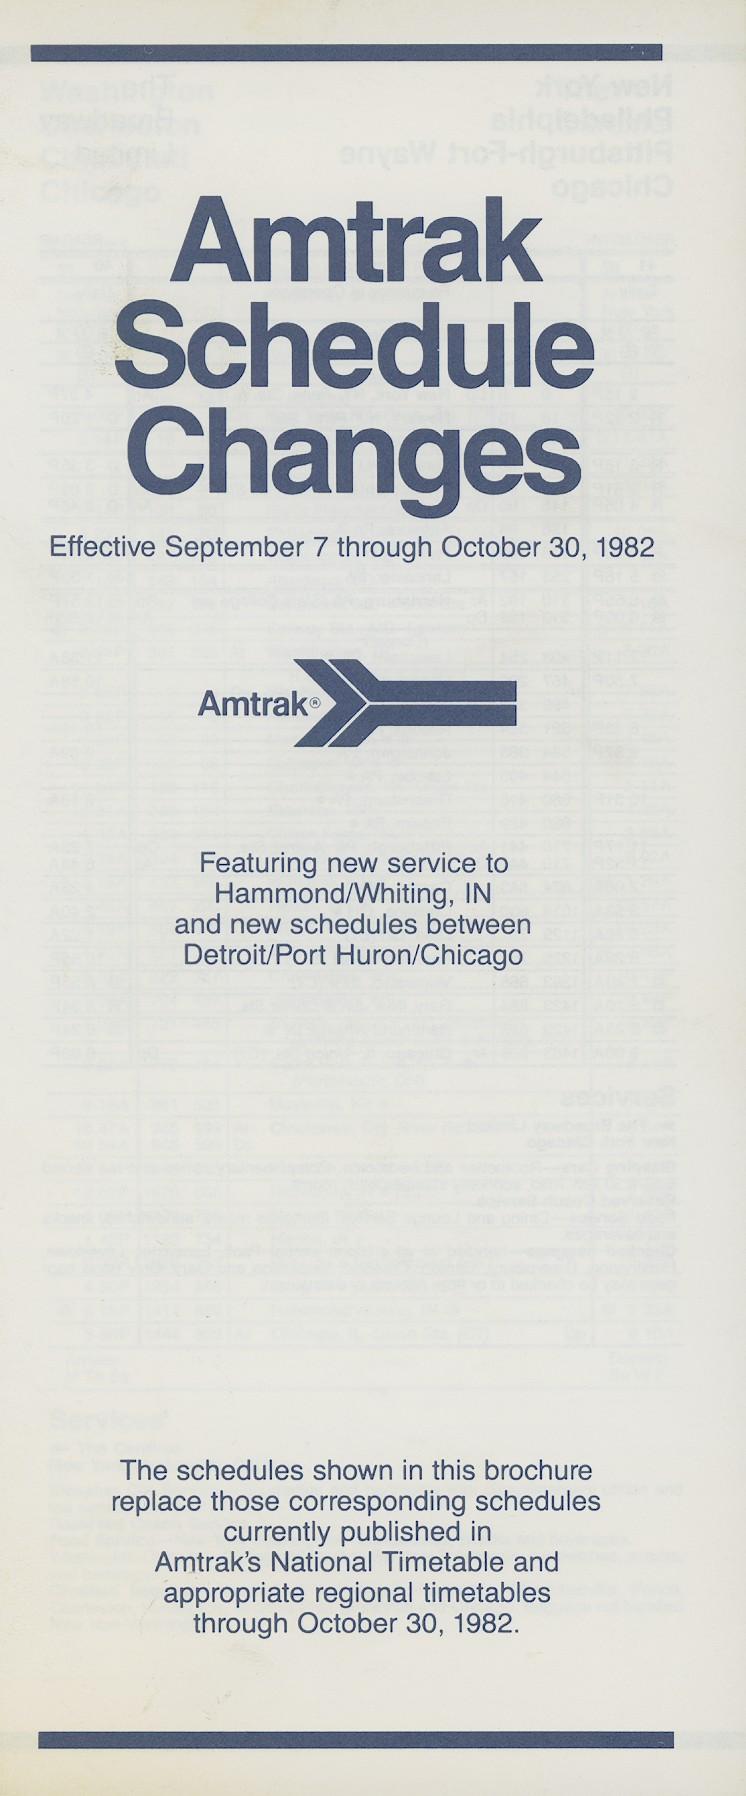 Amtrak
Schedule
Changes
Effective September 7 through October 30, 1982
Amtrak®
Featuring new service to
Hammond/Whiting, IN
and new schedules between
Detroit/Port Huron/Chicago
The schedules shown in this brochure
replace those corresponding schedules
currently published in
Amtrak's National Timetable and
appropriate regional timetables
through October 30, 1982.